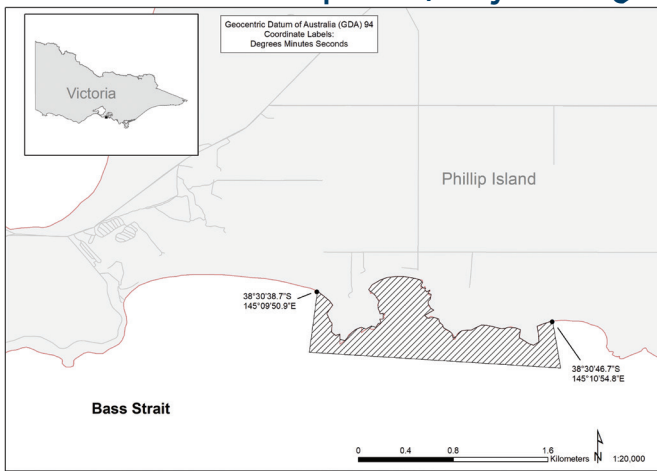 Geocentric Datum of Australia (GDA) 94
Coordinate Labels:
Degrees Minutes Seconds
Victoria
Phillip Island
38°30'38.7"S
145°09'50.9"E
38°30'46.7"S
145°10'54.8"E
Bass Strait
0 0.4 0.8 1.6
Kilometers
N
1:20,000